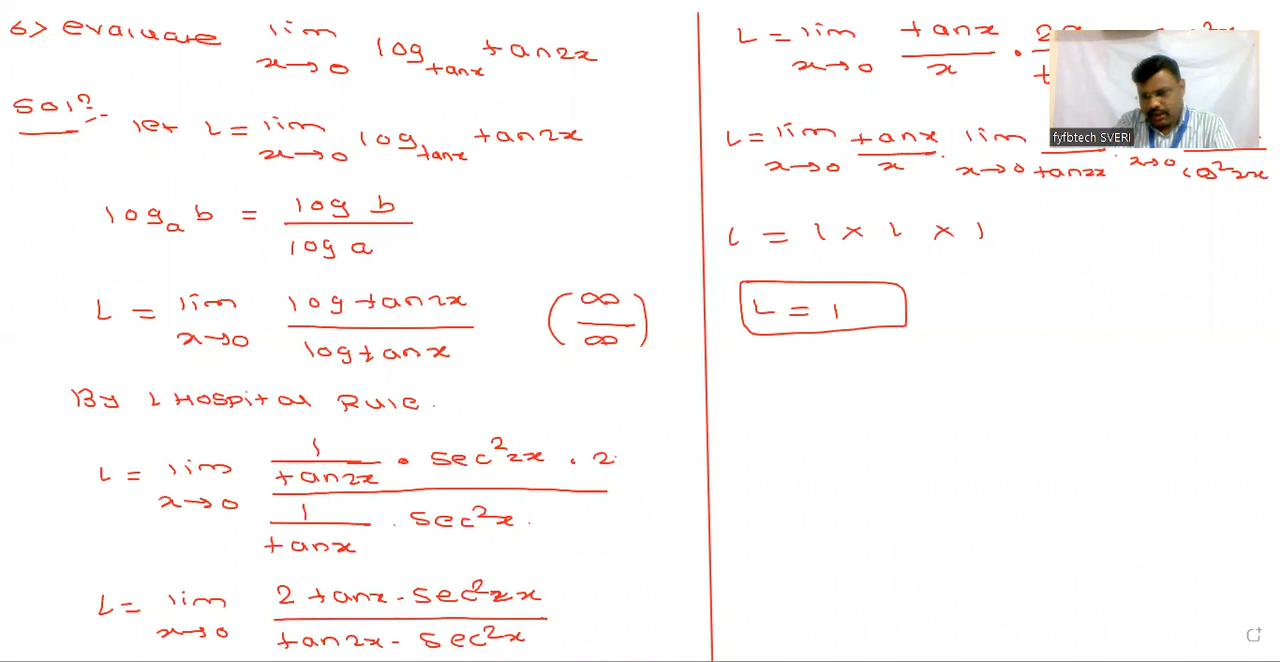 6> evaluate lim x→0 log tanx tan2x
Sol?:- let L = lim x→0 log tanx tan2x
log a b = log b / log a
L = lim x→0 log tan2x / log tanx (∞/∞)
By L Hospital Rule.
L = lim x→0 1/tan2x . sec²2x . 2 / 1/tanx . sec²x.
L = lim x→0 2 tanx - sec²2x / tan2x - sec²x
L = lim x→0 tanx / x .
L = lim x→0 tanx / x . lim x→0 tan2x . x→0 cos²2x
L = 1 × 1 × 1
L = 1
fyfbtech SVERI